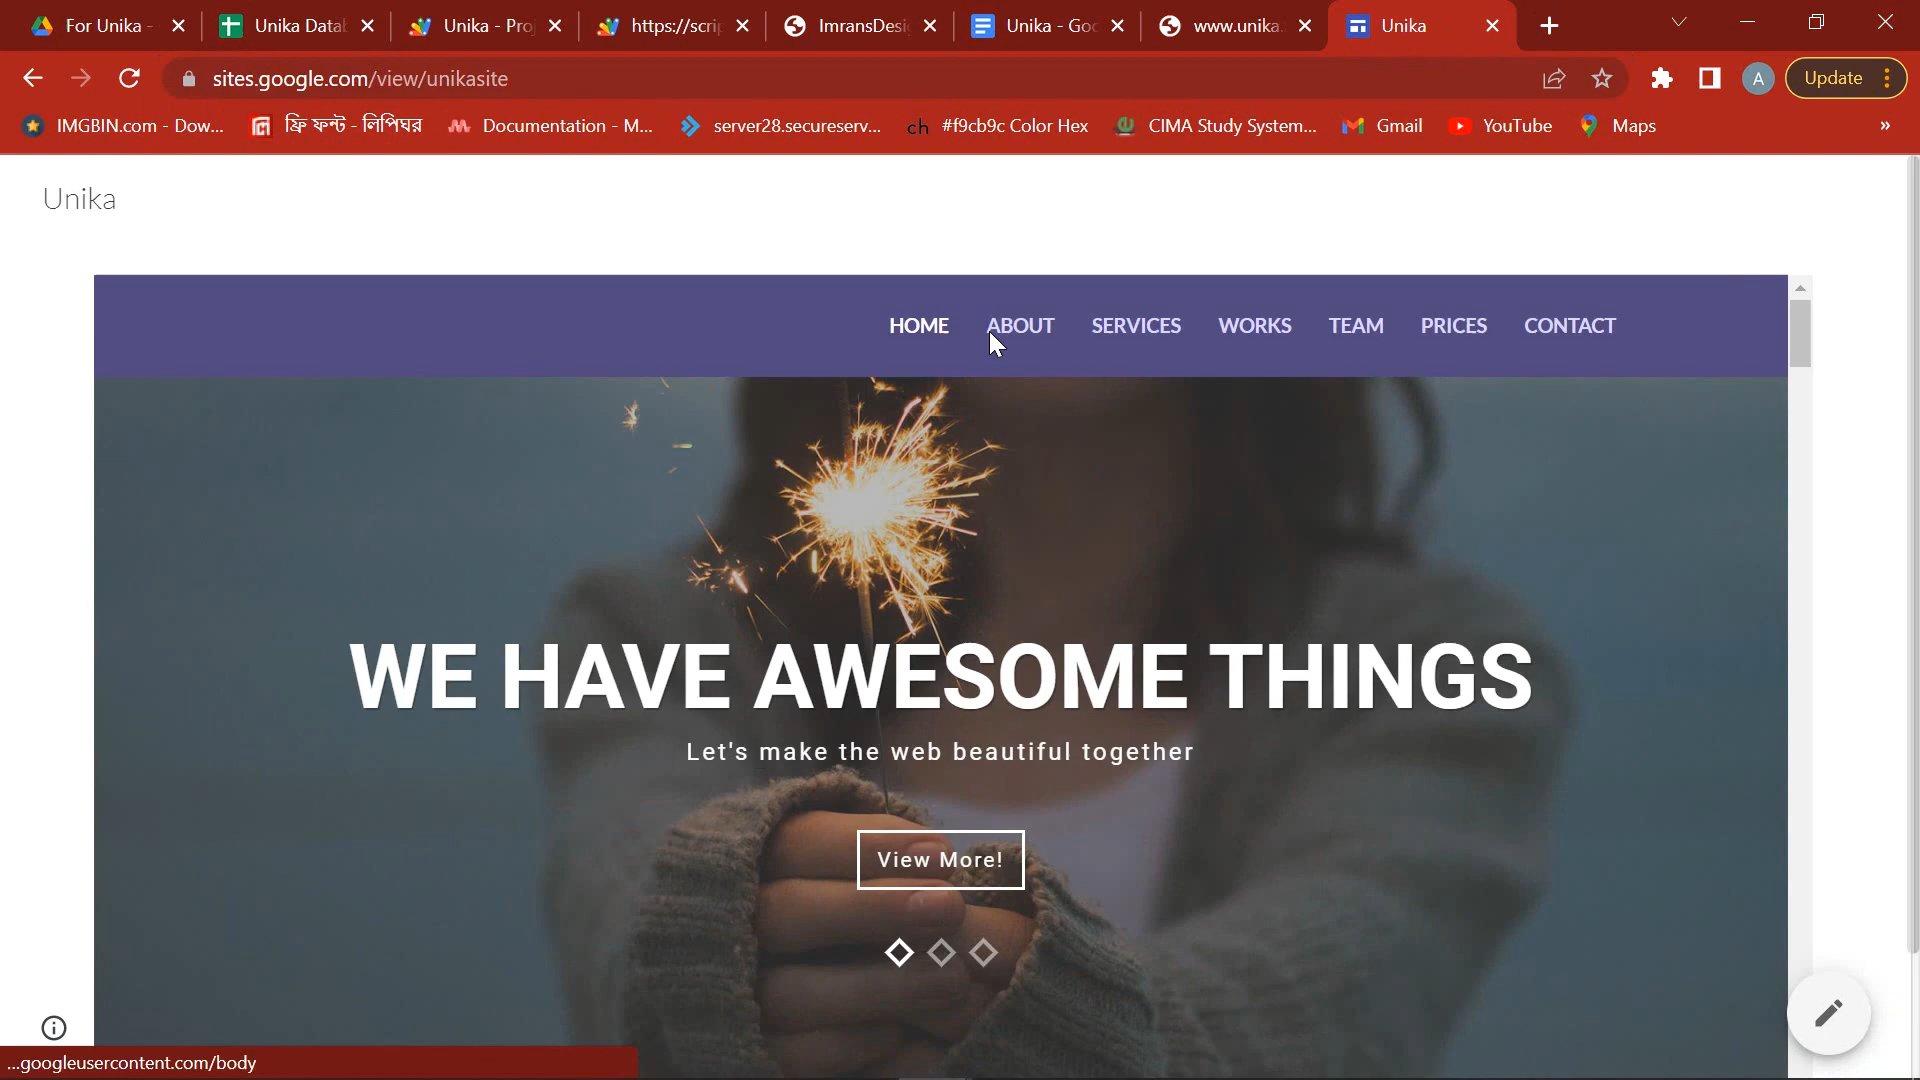 For Unika -
Unika Datab
Unika - Proj
https://scrip
ImransDesig
Unika - Goo
www.unika.
Unika
sites.google.com/view/unikasite
A
Update
IMGBIN.com - Dow...
ফ্রি ফন্ট - লিপিঘর
Documentation - M...
server28.secureserv...
ch
#f9cb9c Color Hex
CIMA Study System...
Gmail
YouTube
Maps
»
Unika
HOME
ABOUT
SERVICES
WORKS
TEAM
PRICES
CONTACT
WE HAVE AWESOME THINGS
Let's make the web beautiful together
View More!
...googleusercontent.com/body